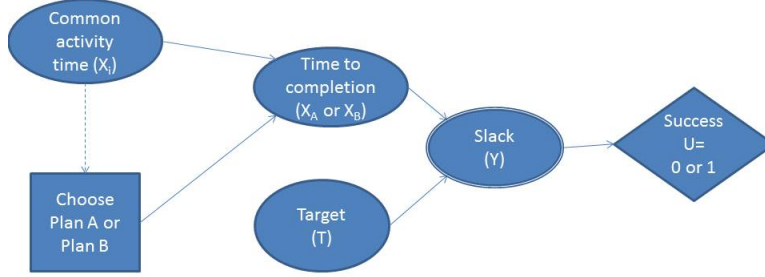 Common
activity
time (Xᵢ)
Time to
completion
(X_A or X_B)
Slack
(Y)
Success
U=
0 or 1
Choose
Plan A or
Plan B
Target
(T)